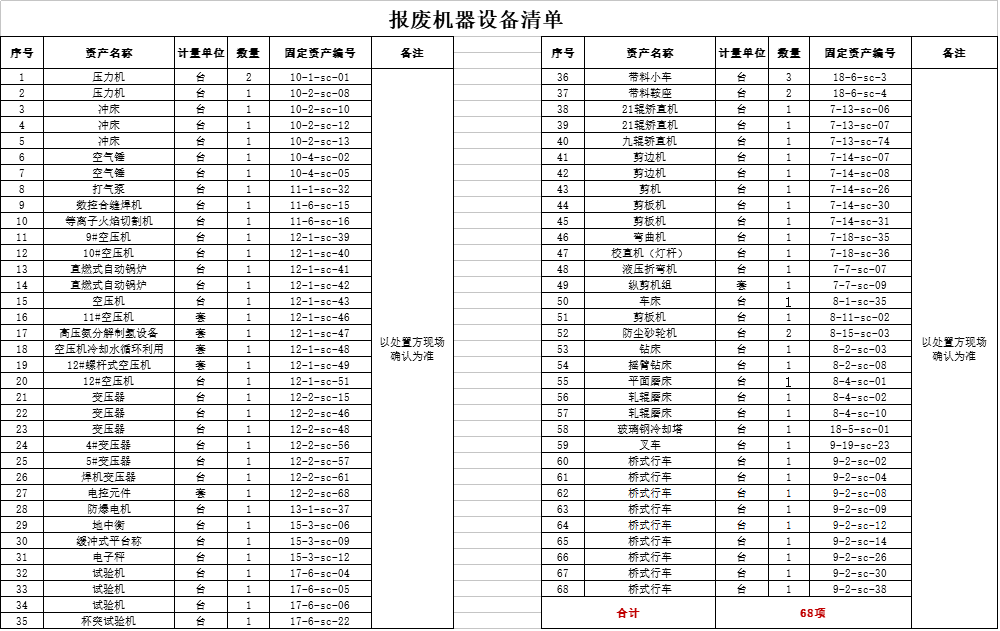 报废机器设备清单
序号 资产名称 计量单位 数量 固定资产编号 备注 序号 资产名称 计量单位 数量 固定资产编号 备注
1 压力机 台 2 10-1-sc-01 36 带料小车 台 3 18-6-sc-3
2 压力机 台 1 10-2-sc-08 37 带料鞍座 台 2 18-6-sc-4
3 冲床 台 1 10-2-sc-10 38 21辊矫直机 台 1 7-13-sc-06
4 冲床 台 1 10-2-sc-12 39 21辊矫直机 台 1 7-13-sc-07
5 冲床 台 1 10-2-sc-13 40 九辊轿直机 台 1 7-13-sc-74
6 空气锤 台 1 10-4-sc-02 41 剪边机 台 1 7-14-sc-07
7 空气锤 台 1 10-4-sc-05 42 剪边机 台 1 7-14-sc-08
8 打气泵 台 1 11-1-sc-32 43 剪机 台 1 7-14-sc-26
9 数控合缝焊机 台 1 11-6-sc-15 44 剪板机 台 1 7-14-sc-30
10 等离子火焰切割机 台 1 11-6-sc-16 45 剪板机 台 1 7-14-sc-31
11 9#空压机 台 1 12-1-sc-39 46 弯曲机 台 1 7-18-sc-35
12 10#空压机 台 1 12-1-sc-40 47 校直机（灯杆） 台 1 7-18-sc-36
13 直燃式自动锅炉 台 1 12-1-sc-41 48 液压折弯机 台 1 7-7-sc-07
14 直燃式自动锅炉 台 1 12-1-sc-42 49 纵剪机组 套 1 7-7-sc-09
15 空压机 台 1 12-1-sc-43 50 车床 台 1 8-1-sc-35
16 11#空压机 套 1 12-1-sc-46 51 剪板机 台 1 8-11-sc-02
17 高压氨分解制氢设备 套 1 12-1-sc-47 52 防尘砂轮机 台 2 8-15-sc-03
18 空压机冷却水循环利用 套 1 12-1-sc-48 以处置方现场 53 钻床 台 1 8-2-sc-03 以处置方现场
19 12#螺杆式空压机 套 1 12-1-sc-49 确认为准 54 摇臂钻床 台 1 8-2-sc-08 确认为准
20 12#空压机 台 1 12-1-sc-51 55 平面磨床 台 1 8-4-sc-01
21 变压器 台 1 12-2-sc-15 56 轧辊磨床 台 1 8-4-sc-02
22 变压器 台 1 12-2-sc-46 57 轧辊磨床 台 1 8-4-sc-10
23 变压器 台 1 12-2-sc-48 58 玻璃钢冷却塔 台 1 18-5-sc-01
24 4#变压器 台 1 12-2-sc-56 59 叉车 台 1 9-19-sc-23
25 5#变压器 台 1 12-2-sc-57 60 桥式行车 台 1 9-2-sc-02
26 焊机变压器 台 1 12-2-sc-61 61 桥式行车 台 1 9-2-sc-04
27 电控元件 套 1 12-2-sc-68 62 桥式行车 台 1 9-2-sc-08
28 防爆电机 台 1 13-1-sc-37 63 桥式行车 台 1 9-2-sc-09
29 地中衡 台 1 15-3-sc-06 64 桥式行车 台 1 9-2-sc-12
30 缓冲式平台称 台 1 15-3-sc-09 65 桥式行车 台 1 9-2-sc-14
31 电子秤 台 1 15-3-sc-12 66 桥式行车 台 1 9-2-sc-26
32 试验机 台 1 17-6-sc-04 67 桥式行车 台 1 9-2-sc-30
33 试验机 台 1 17-6-sc-05 68 桥式行车 台 1 9-2-sc-38
34 试验机 台 1 17-6-sc-06 合计 68项
35 杯突试验机 台 1 17-6-sc-22